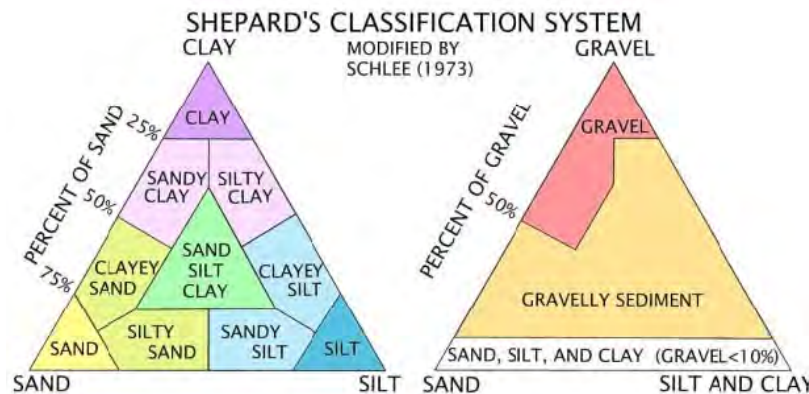 SHEPARD'S CLASSIFICATION SYSTEM
MODIFIED BY
SCHLEE (1973)
CLAY
PERCENT OF SAND
25%
50%
75%
CLAY
SANDY
CLAY
SILTY
CLAY
SAND
SILT
CLAY
CLAYEY
SAND
CLAYEY
SILT
SAND
SILTY
SAND
SANDY
SILT
SILT
SAND
SILT
GRAVEL
PERCENT OF GRAVEL
50%
GRAVEL
GRAVELLY SEDIMENT
SAND, SILT, AND CLAY (GRAVEL<10%)
SAND
SILT AND CLAY